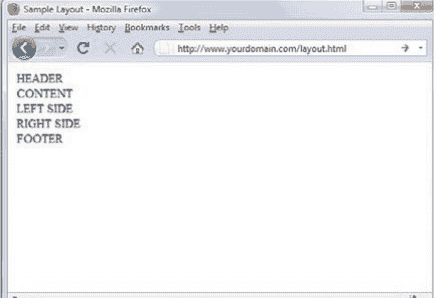 Sample Layout - Mozilla Firefox
File Edit View History Bookmarks Tools Help
http://www.yourdomain.com/layout.html
HEADER
CONTENT
LEFT SIDE
RIGHT SIDE
FOOTER